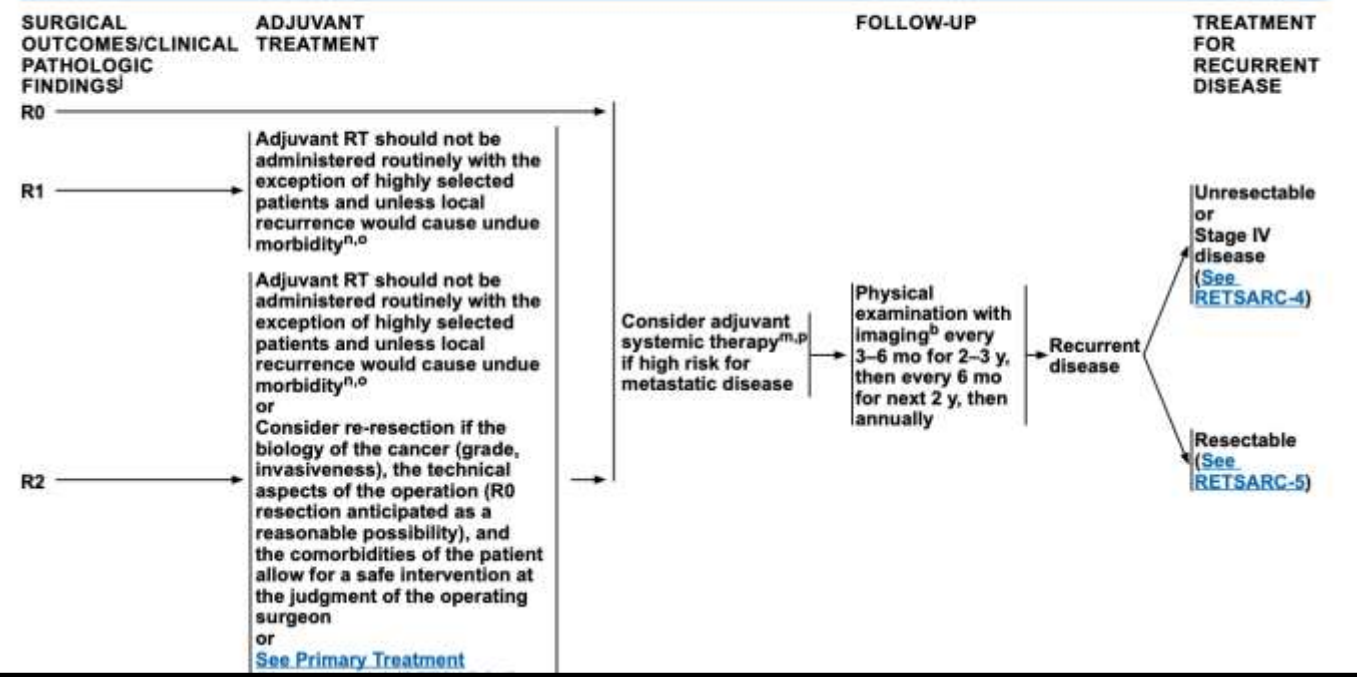 SURGICAL
OUTCOMES/CLINICAL
PATHOLOGIC
FINDINGSj
ADJUVANT
TREATMENT
FOLLOW-UP
TREATMENT
FOR
RECURRENT
DISEASE
R0
R1
Adjuvant RT should not be
administered routinely with the
exception of highly selected
patients and unless local
recurrence would cause undue
morbidityn,o
R2
Adjuvant RT should not be
administered routinely with the
exception of highly selected
patients and unless local
recurrence would cause undue
morbidityn,o
or
Consider re-resection if the
biology of the cancer (grade,
invasiveness), the technical
aspects of the operation (R0
resection anticipated as a
reasonable possibility), and
the comorbidities of the patient
allow for a safe intervention at
the judgment of the operating
surgeon
or
See Primary Treatment
Consider adjuvant
systemic therapym,p
if high risk for
metastatic disease
Physical
examination with
imagingb every
3–6 mo for 2–3 y,
then every 6 mo
for next 2 y, then
annually
Recurrent
disease
Unresectable
or
Stage IV
disease
(See
RETSARC-4)
Resectable
(See
RETSARC-5)